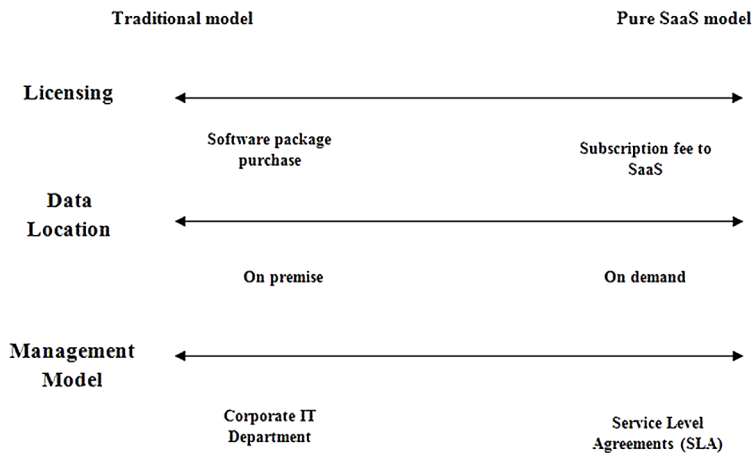 Traditional model
Pure SaaS model
Licensing
Software package
purchase
Subscription fee to
SaaS
Data
Location
On premise
On demand
Management
Model
Corporate IT
Department
Service Level
Agreements (SLA)